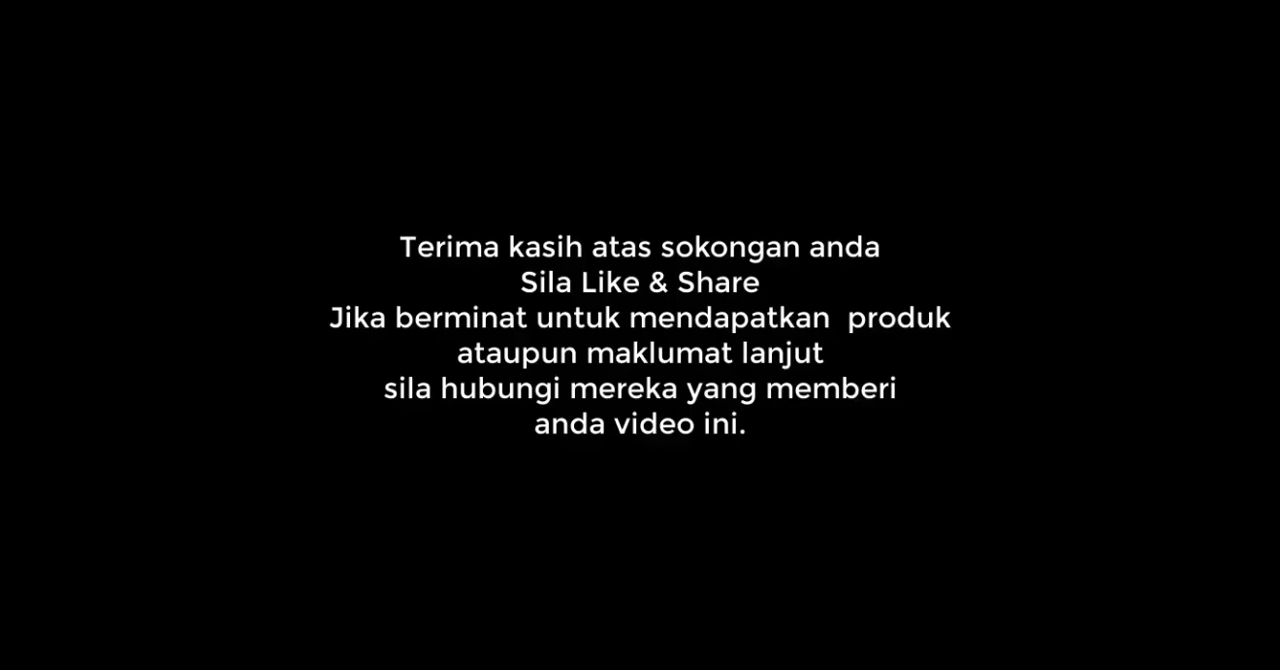 Terima kasih atas sokongan anda
Sila Like & Share
Jika berminat untuk mendapatkan  produk
ataupun maklumat lanjut
sila hubungi mereka yang memberi
anda video ini.